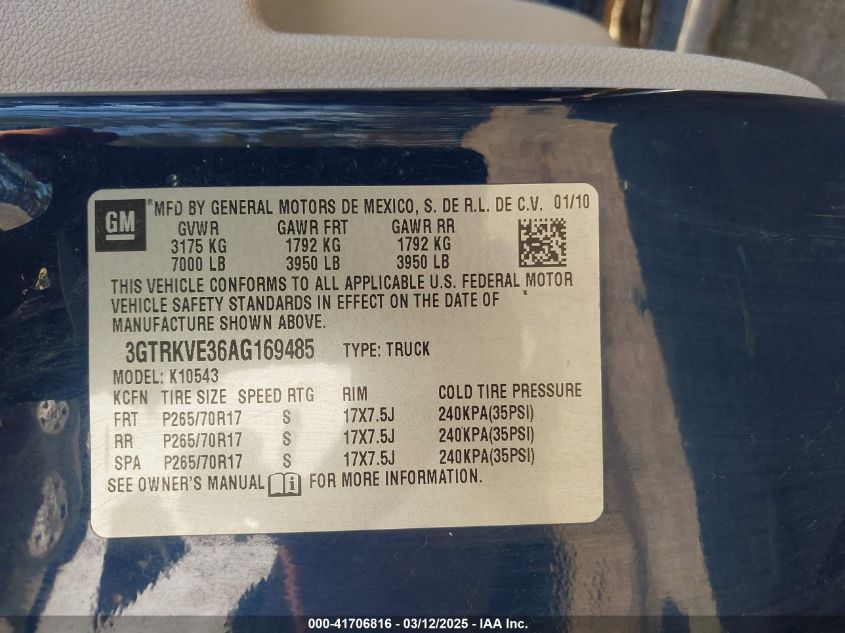 GM
*MFD BY GENERAL MOTORS DE MEXICO, S. DE R.L. DE C.V. 01/10
GVWR GAWR FRT GAWR RR
3175 KG 1792 KG 1792 KG
7000 LB 3950 LB 3950 LB
THIS VEHICLE CONFORMS TO ALL APPLICABLE U.S. FEDERAL MOTOR
VEHICLE SAFETY STANDARDS IN EFFECT ON THE DATE OF *
MANUFACTURE SHOWN ABOVE.
3GTRKVE36AG169485 TYPE: TRUCK
MODEL: K10543
KCFN TIRE SIZE SPEED RTG RIM COLD TIRE PRESSURE
FRT P265/70R17 S 17X7.5J 240KPA(35PSI)
RR P265/70R17 S 17X7.5J 240KPA(35PSI)
SPA P265/70R17 S 17X7.5J 240KPA(35PSI)
SEE OWNER'S MANUAL i FOR MORE INFORMATION.
000-41706816 - 03/12/2025 - IAA Inc.